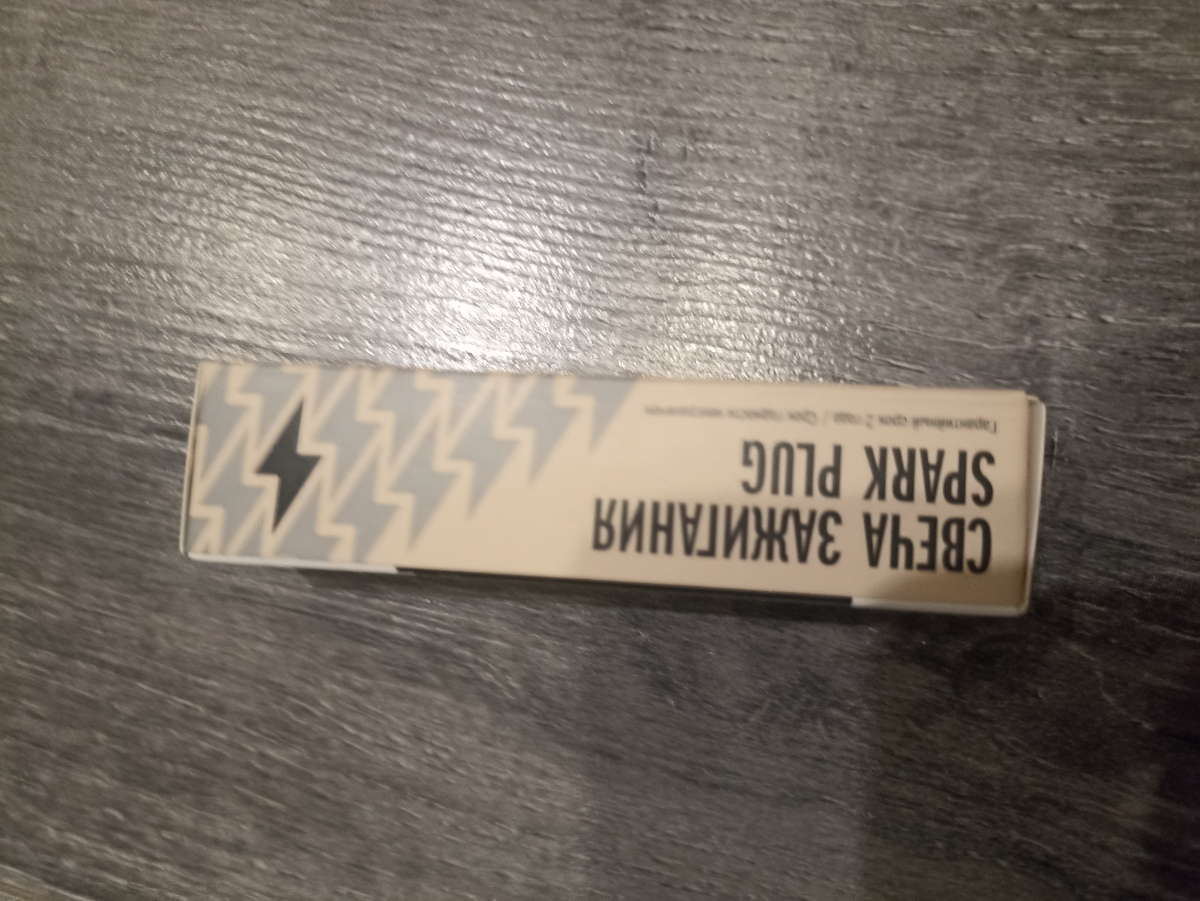 СВЕЧА ЗАЖИГАНИЯ
SPARK PLUG
Гарантийный срок 2 года / Срок годности неограничен